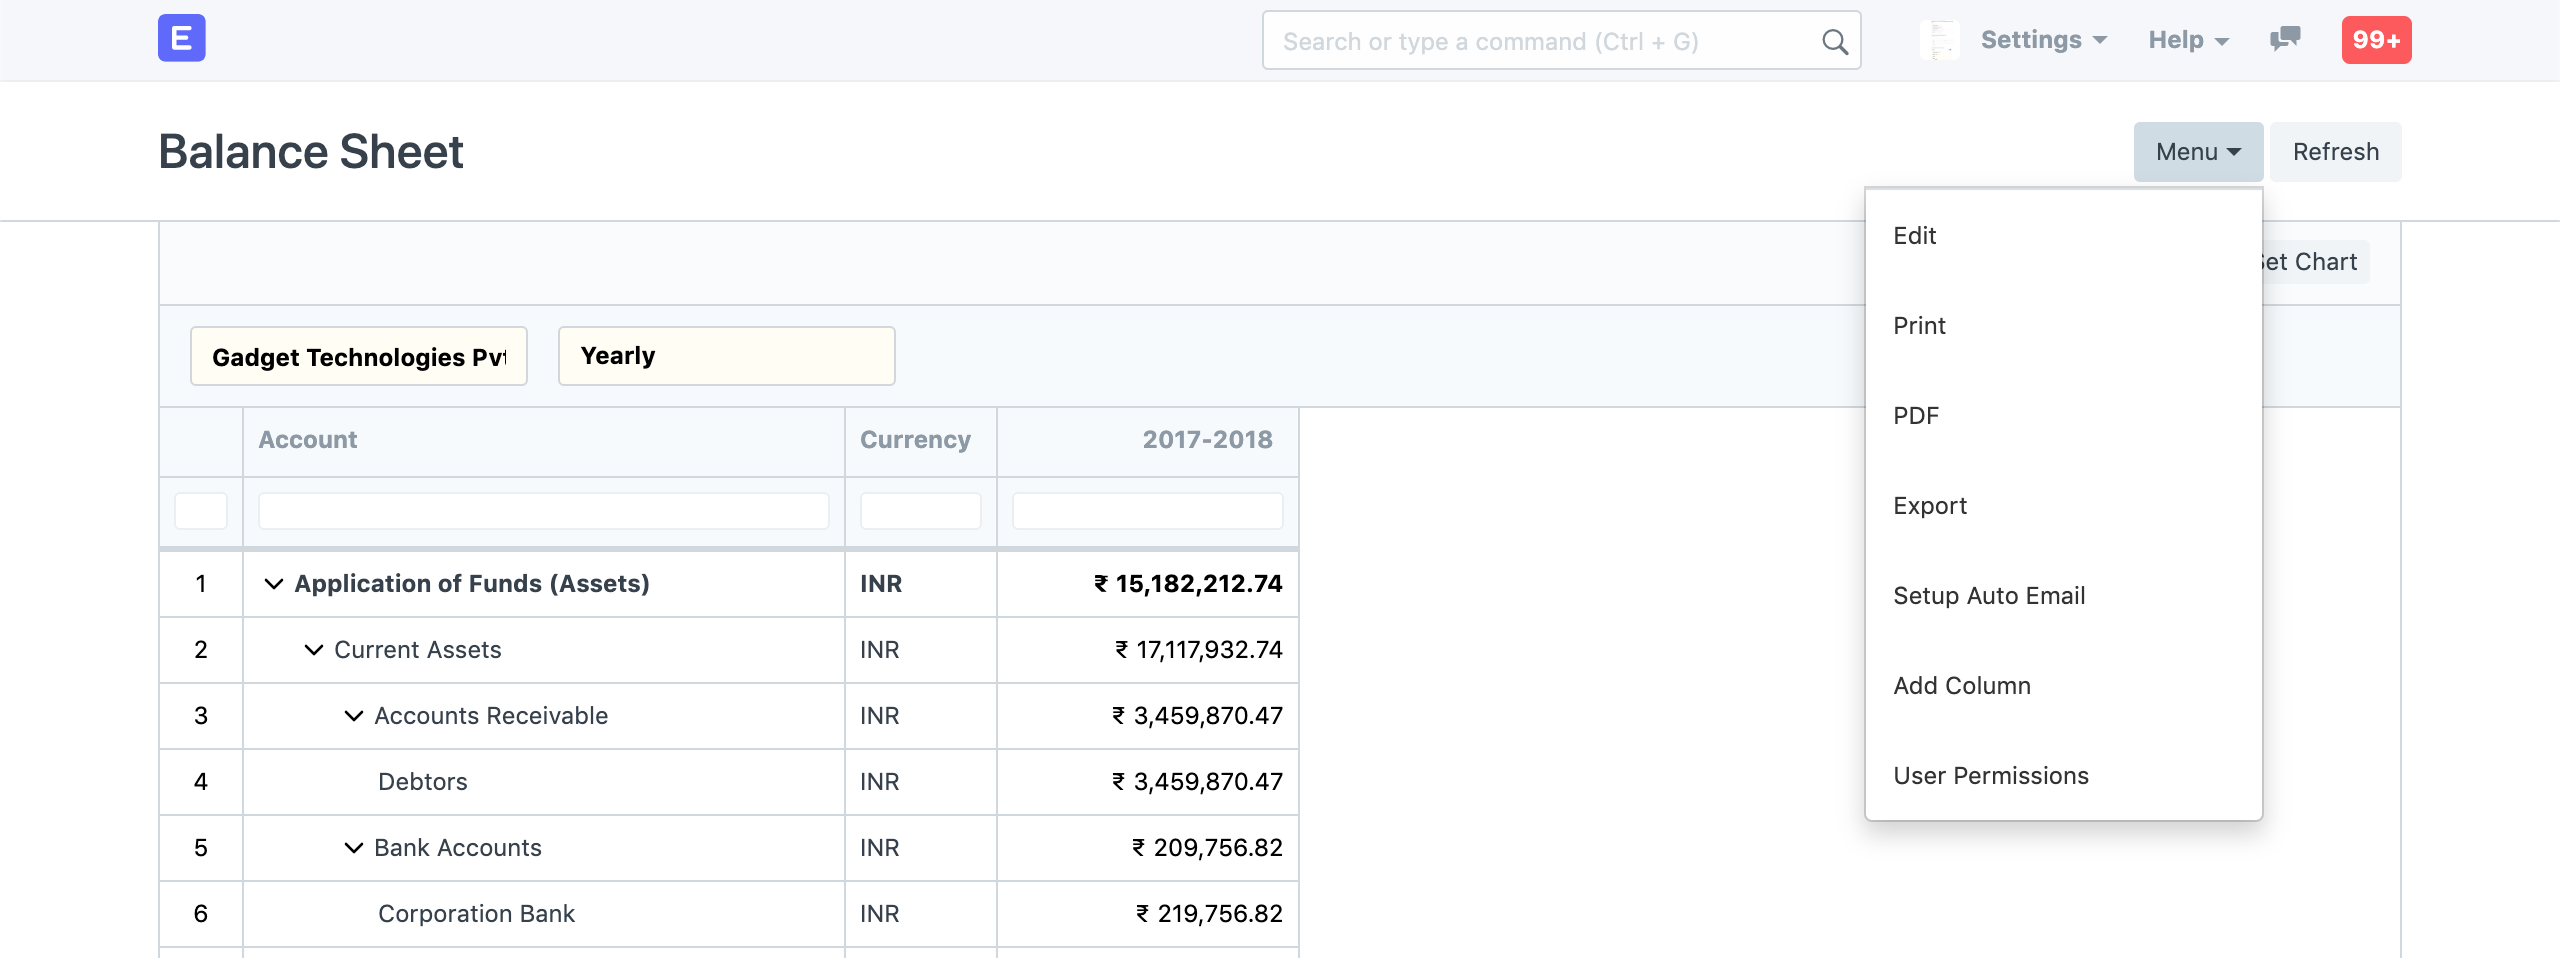 E
Search or type a command (Ctrl + G)
Settings
Help
99+
Balance Sheet
Menu
Refresh
Edit
Print
PDF
Export
Setup Auto Email
Add Column
User Permissions
Set Chart
Gadget Technologies Pvt
Yearly
Account Currency 2017-2018
1 Application of Funds (Assets) INR ₹ 15,182,212.74
2 Current Assets INR ₹ 17,117,932.74
3 Accounts Receivable INR ₹ 3,459,870.47
4 Debtors INR ₹ 3,459,870.47
5 Bank Accounts INR ₹ 209,756.82
6 Corporation Bank INR ₹ 219,756.82